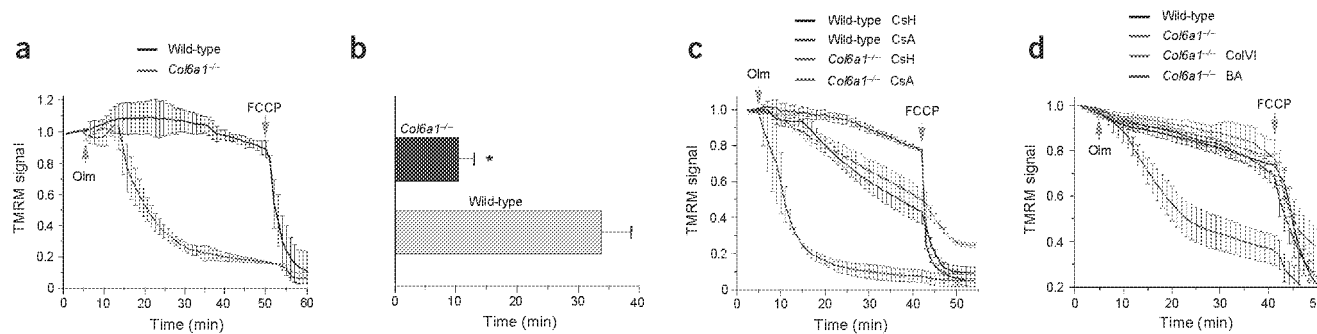 a
Wild-type
Col6a1–/–
TMRM signal
1.2
1.0
0.8
0.6
0.4
0.2
0
Olm
FCCP
0 10 20 30 40 50 60
Time (min)
b
Col6a1–/–
*
Wild-type
0 10 20 30 40
Time (min)
c
Wild-type CsH
Wild-type CsA
Col6a1–/– CsH
Col6a1–/– CsA
Olm
FCCP
TMRM signal
1.2
1.0
0.8
0.6
0.4
0.2
0
0 10 20 30 40 50
Time (min)
d
Wild-type
Col6a1–/–
Col6a1–/– ColVI
Col6a1–/– BA
FCCP
Olm
TMRM signal
1.2
1.0
0.8
0.6
0.4
0.2
0 10 20 30 40 50
Time (min)